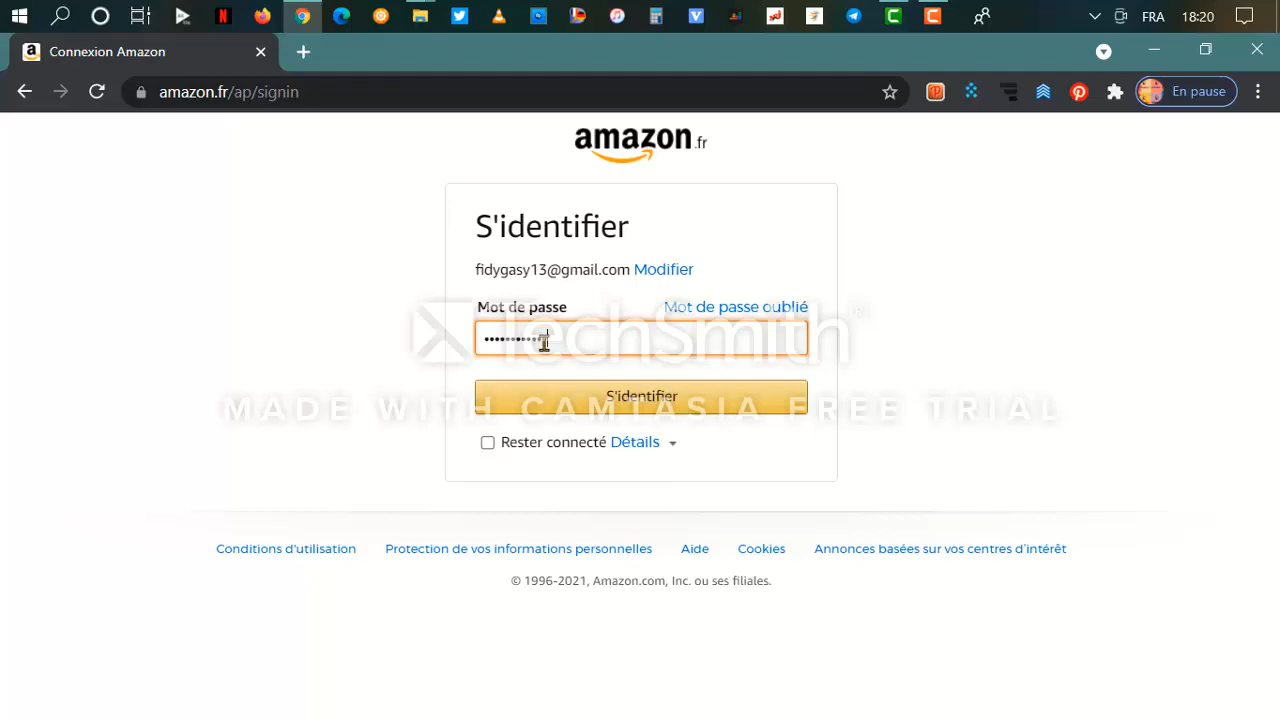 FRA
18:20
Connexion Amazon
amazon.fr/ap/signin
En pause
amazon.fr
S'identifier
fidygasy13@gmail.com Modifier
Mot de passe
Mot de passe oublié
TechSmith®
S'identifier
MADE WITH CAMTASIA FREE TRIAL
Rester connecté Détails
Conditions d'utilisation
Protection de vos informations personnelles
Aide
Cookies
Annonces basées sur vos centres d'intérêt
© 1996-2021, Amazon.com, Inc. ou ses filiales.